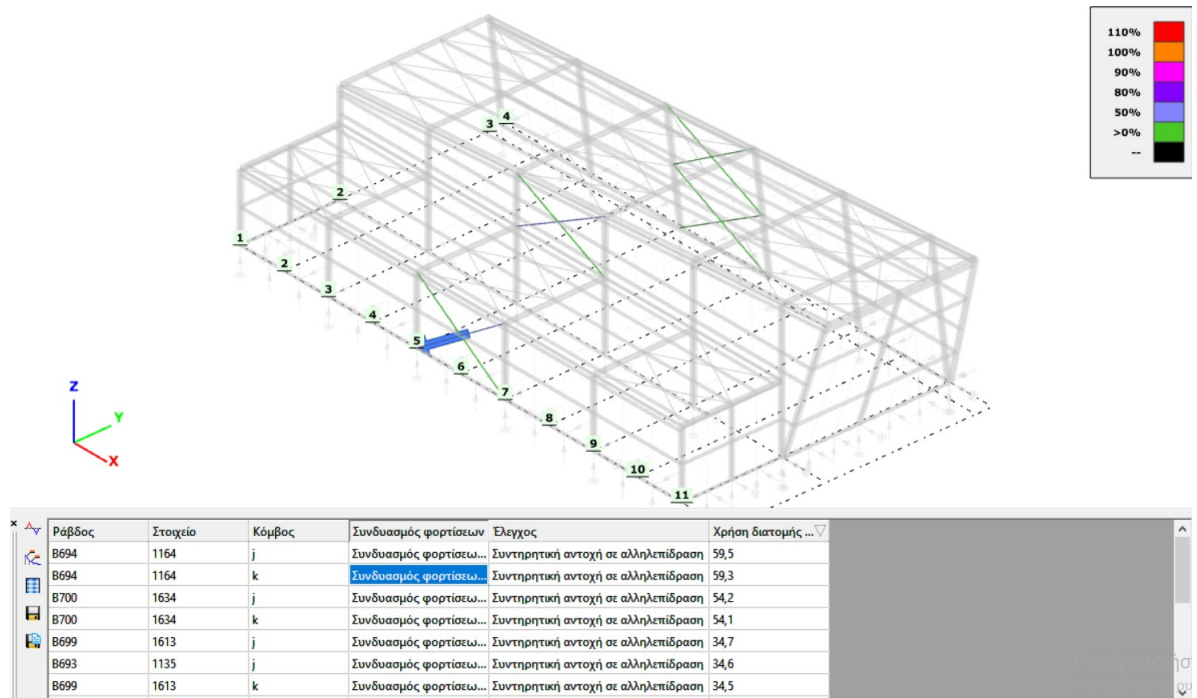 110%
100%
90%
80%
50%
>0%
--
4
3
2
1
2
3
4
5
6
7
8
9
10
11
Z
Y
X
Ράβδος Στοιχείο Κόμβος Συνδυασμός φορτίσεων Έλεγχος Χρήση διατομής ...
B694 1164 j Συνδυασμός φορτίσεω... Συντηρητική αντοχή σε αλληλεπίδραση 59,5
B694 1164 k Συνδυασμός φορτίσεω... Συντηρητική αντοχή σε αλληλεπίδραση 59,3
B700 1634 j Συνδυασμός φορτίσεω... Συντηρητική αντοχή σε αλληλεπίδραση 54,2
B700 1634 k Συνδυασμός φορτίσεω... Συντηρητική αντοχή σε αλληλεπίδραση 54,1
B699 1613 j Συνδυασμός φορτίσεω... Συντηρητική αντοχή σε αλληλεπίδραση 34,7
B693 1135 j Συνδυασμός φορτίσεω... Συντηρητική αντοχή σε αλληλεπίδραση 34,6
B699 1613 k Συνδυασμός φορτίσεω... Συντηρητική αντοχή σε αλληλεπίδραση 34,5